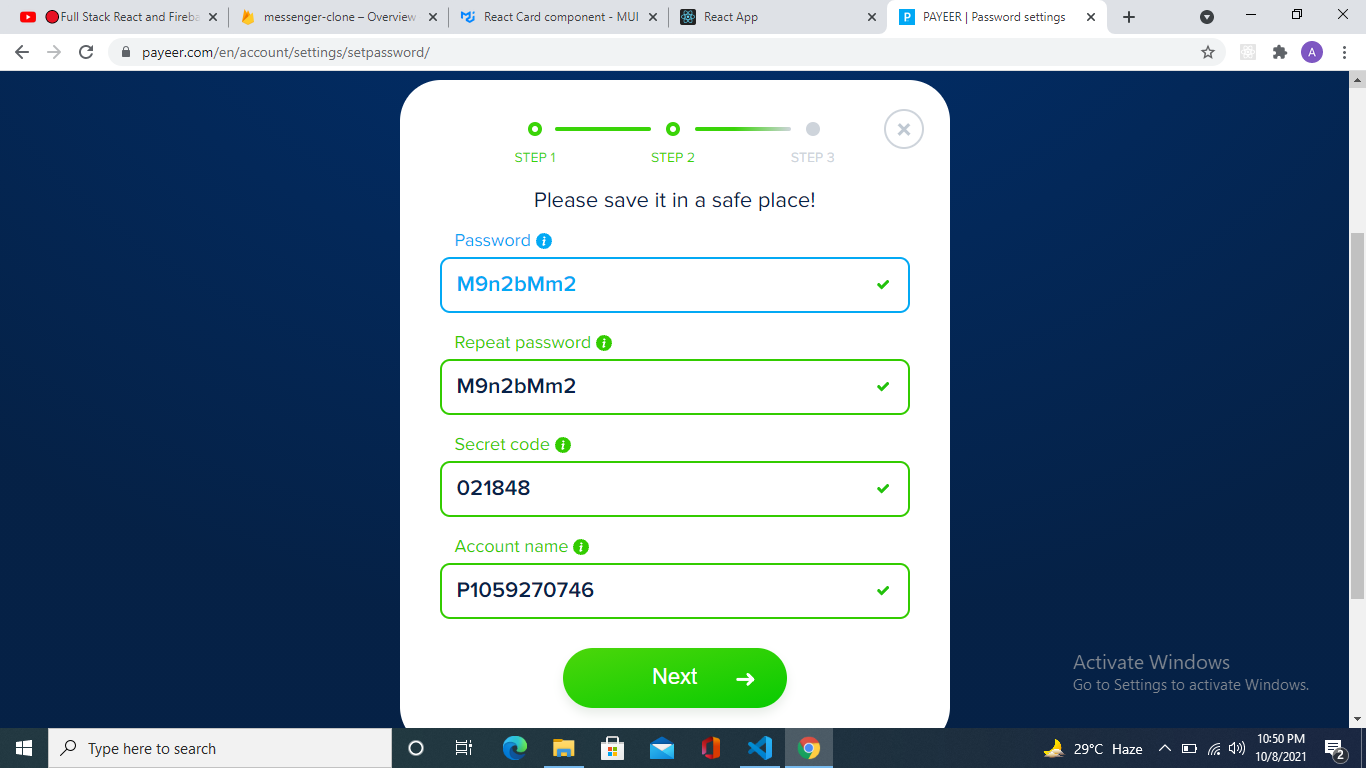 Full Stack React and Fireba
messenger-clone – Overview
React Card component - MUI
React App
PAYEER | Password settings
payeer.com/en/account/settings/setpassword/
A
STEP 1
STEP 2
STEP 3
Please save it in a safe place!
Password
M9n2bMm2
Repeat password
M9n2bMm2
Secret code
021848
Account name
P1059270746
Next
Activate Windows
Go to Settings to activate Windows.
Type here to search
29°C Haze
10:50 PM
10/8/2021
2